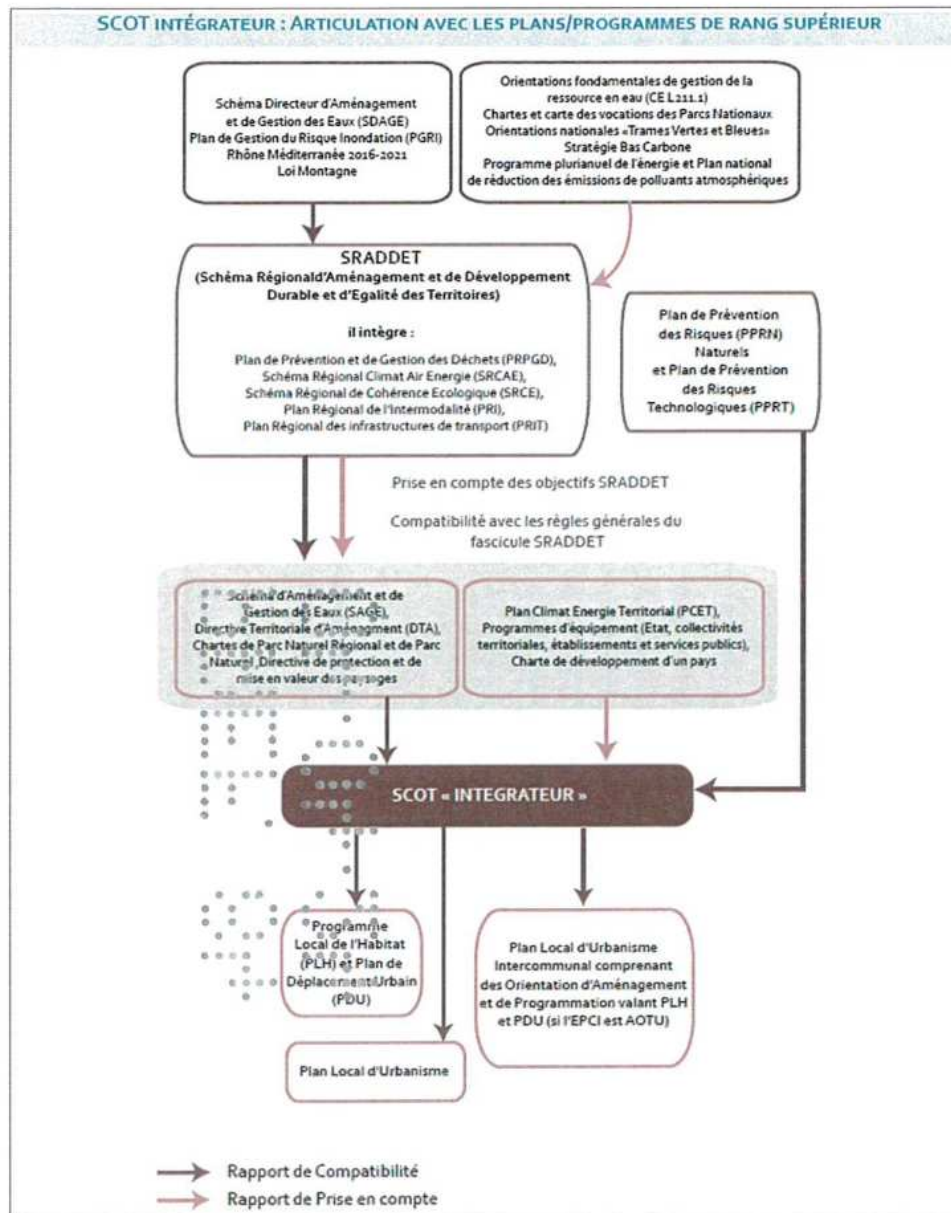 SCOT INTÉGRATEUR : ARTICULATION AVEC LES PLANS/PROGRAMMES DE RANG SUPÉRIEUR
Schéma Directeur d'Aménagement
et de Gestion des Eaux (SDAGE)
Plan de Gestion du Risque Inondation (PGRI)
Rhône Méditerranée 2016-2021
Loi Montagne
Orientations fondamentales de gestion de la
ressource en eau (CE L211.1)
Chartes et carte des vocations des Parcs Nationaux
Orientations nationales «Trames Vertes et Bleues»
Stratégie Bas Carbone
Programme plurianuel de l'énergie et Plan national
de réduction des émissions de polluants atmosphériques
SRADDET
(Schéma Régionald'Aménagement et de Développement
Durable et d'Egalité des Territoires)
il intègre :
Plan de Prévention et de Gestion des Déchets (PRPGD),
Schéma Régional Climat Air Energie (SRCAE),
Schéma Régional de Cohérence Ecologique (SRCE),
Plan Régional de l'Intermodalité (PRI),
Plan Régional des infrastructures de transport (PRIT)
Plan de Prévention
des Risques (PPRN)
Naturels
et Plan de Prévention
des Risques
Technologiques (PPRT)
Prise en compte des objectifs SRADDET
Compatibilité avec les règles générales du
fascicule SRADDET
Schéma d'Aménagement et de
Gestion des Eaux (SAGE),
Directive Territoriale d'Aménagment (DTA),
Chartes de Parc Naturel Régional et de Parc
Naturel ,Directive de protection et de
mise en valeur des paysages
Plan Climat Energie Territorial (PCET),
Programmes d'équipement (Etat, collectivités
territoriales, établissements et services publics),
Charte de développement d'un pays
SCOT « INTEGRATEUR »
Programme
Local de l'Habitat
(PLH) et Plan de
Déplacement Urbain
(PDU)
Plan Local d'Urbanisme
Intercommunal comprenant
des Orientation d'Aménagement
et de Programmation valant PLH
et PDU (si l'EPCI est AOTU)
Plan Local d'Urbanisme
Rapport de Compatibilité
Rapport de Prise en compte